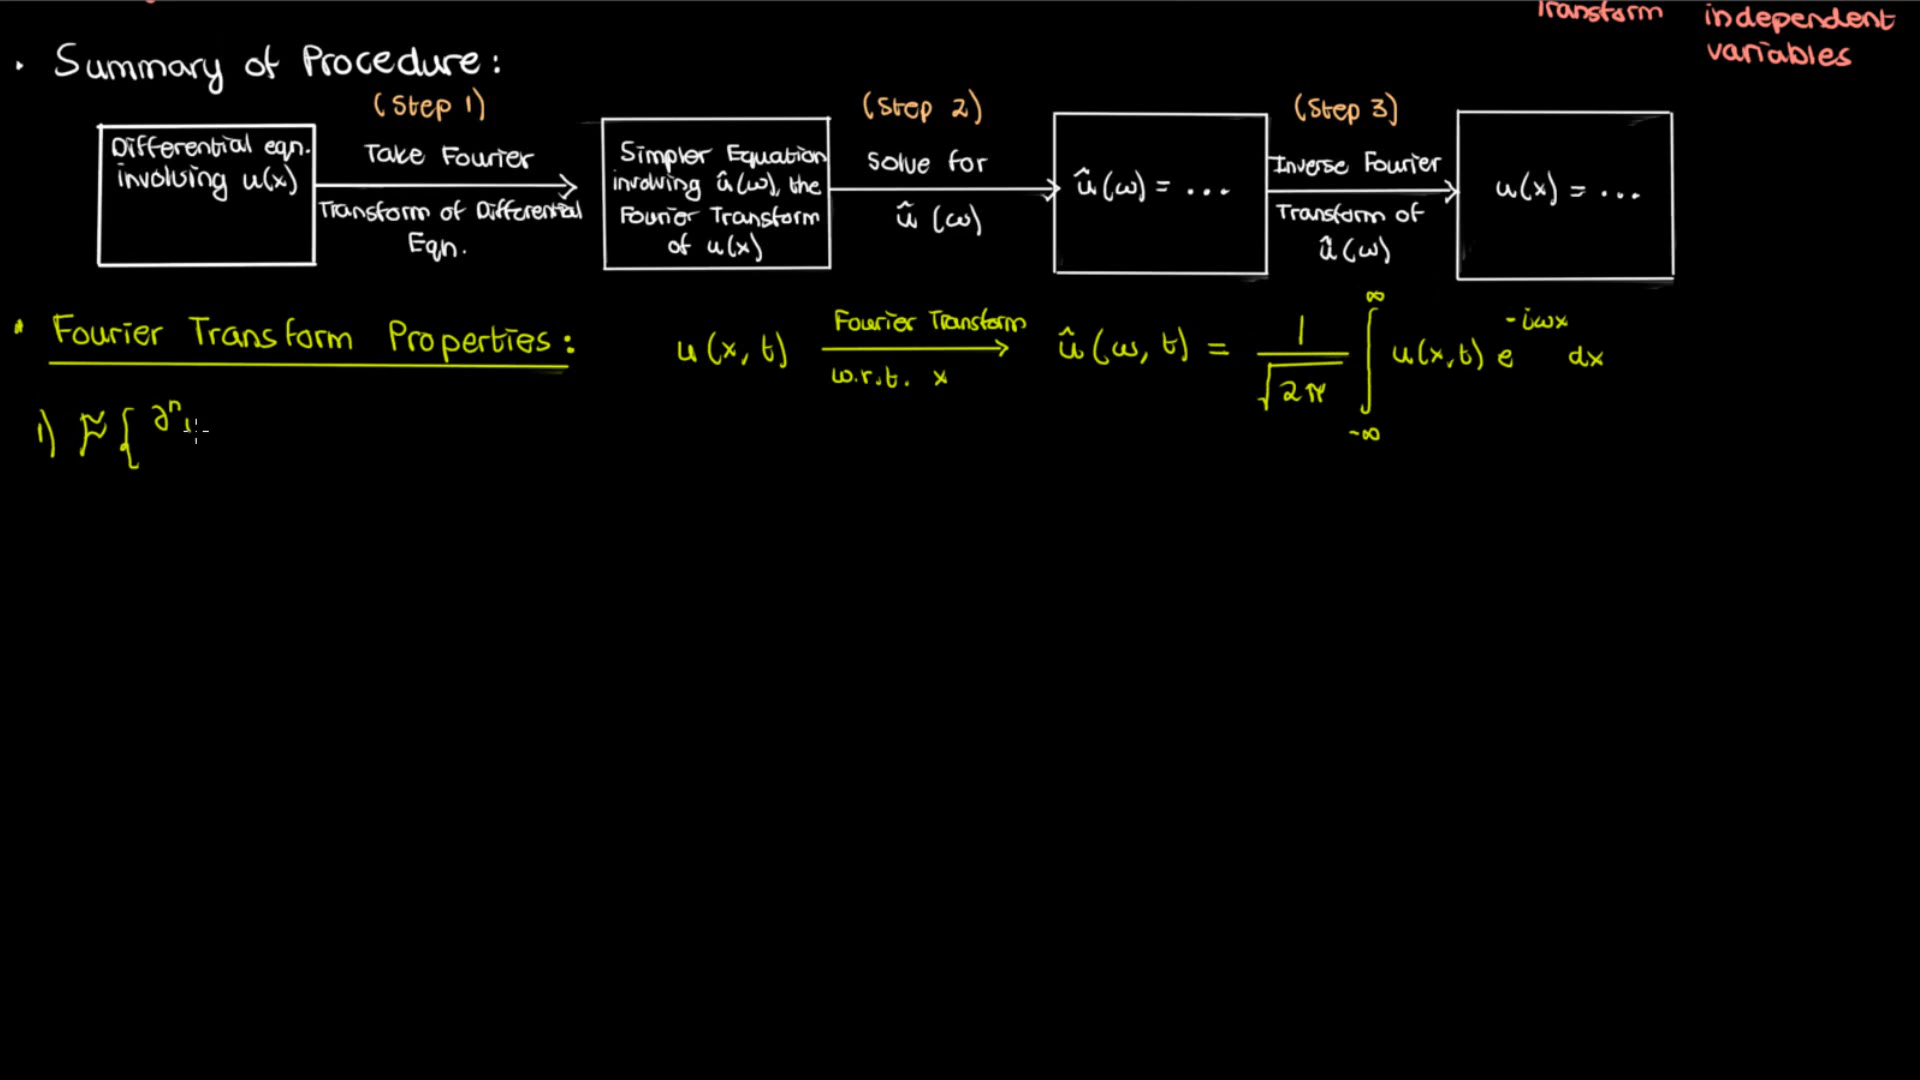 Transform independent
variables
• Summary of Procedure:
(Step 1) (Step 2) (Step 3)
Differential eqn.
involving u(x)
Take Fourier
Transform of Differential
Eqn.
Simpler Equation
involving û(ω), the
Fourier Transform
of u(x)
Solve for
û(ω)
û(ω) = ...
Inverse Fourier
Transform of
û(ω)
u(x) = ...
• Fourier Transform Properties:
u(x, t) Fourier Transform w.r.t. x → û(ω, t) = 1/√2π ∫_{-∞}^{∞} u(x,t) e^{-iωx} dx
1) F{ ∂ⁿu